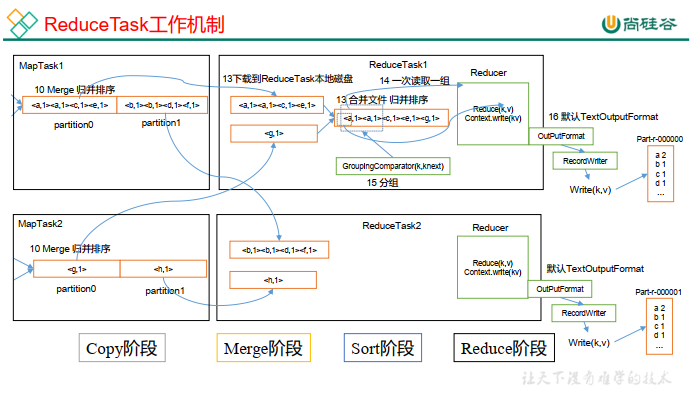 ReduceTask工作机制
尚硅谷
MapTask1
10 Merge 归并排序
<a,1><a,1><c,1><e,1>
<b,1><b,1><d,1><f,1>
partition0
partition1
ReduceTask1
13下载到ReduceTask本地磁盘
14 一次读取一组
<a,1><a,1><c,1><e,1>
<g,1>
13 合并文件 归并排序
<a,1><a,1><c,1><e,1><g,1>
GroupingComparator(k,knext)
15 分组
Reducer
Reduce(k,v)
Context.write(kv)
16 默认TextOutputFormat
OutPutFormat
RecordWriter
Write(k,v)
Part-r-000000
a 2
b 1
c 1
d 1
...
MapTask2
10 Merge 归并排序
<g,1>
<h,1>
partition0
partition1
ReduceTask2
<b,1><b,1><d,1><f,1>
<h,1>
Reducer
Reduce(k,v)
Context.write(kv)
默认TextOutputFormat
OutPutFormat
RecordWriter
Write(k,v)
Part-r-000001
a 2
b 1
c 1
d 1
...
Copy阶段
Merge阶段
Sort阶段
Reduce阶段
让天下没有难学的技术